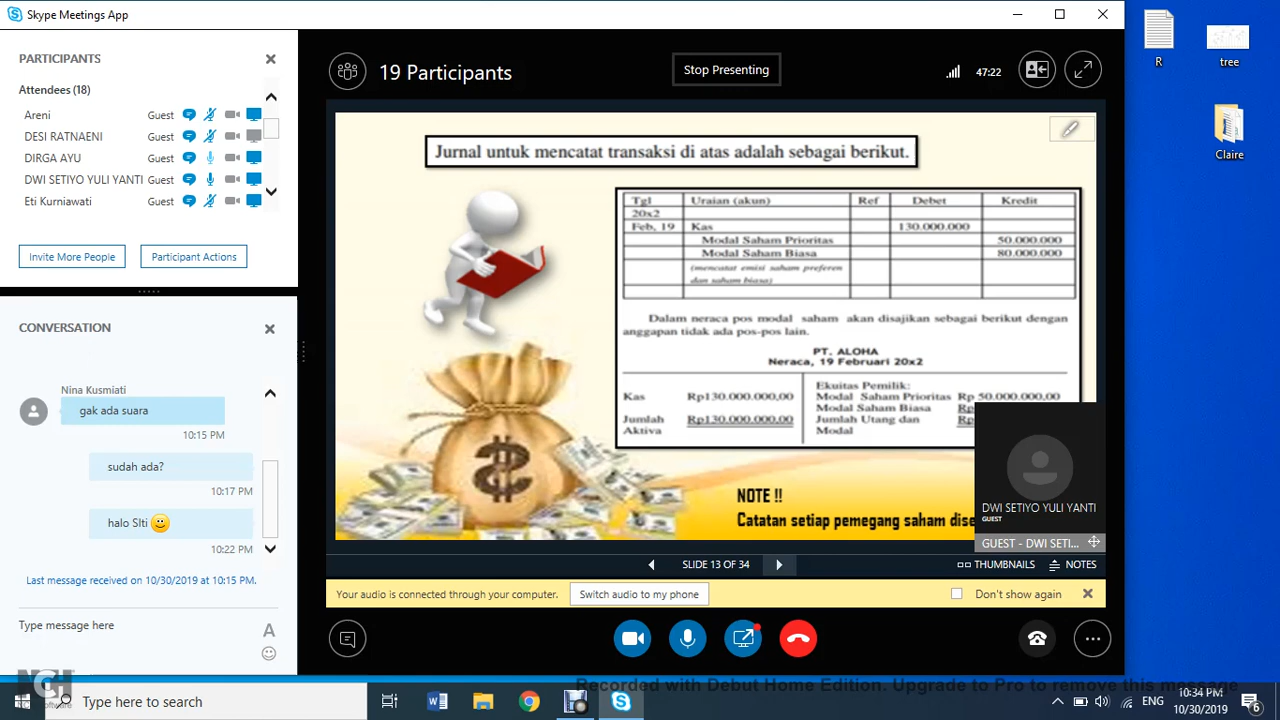 Skype Meetings App
PARTICIPANTS
Attendees (18)
Areni Guest
DESI RATNAENI Guest
DIRGA AYU Guest
DWI SETIYO YULI YANTI Guest
Eti Kurniawati Guest
Invite More People
Participant Actions
CONVERSATION
Nina Kusmiati
gak ada suara
10:15 PM
sudah ada?
10:17 PM
halo SIti
10:22 PM
Last message received on 10/30/2019 at 10:15 PM.
Type message here
A
19 Participants
Stop Presenting
47:22
Jurnal untuk mencatat transaksi di atas adalah sebagai berikut.
Tgl Uraian (akun) Ref Debet Kredit
20x2
Feb, 19 Kas 130.000.000
Modal Saham Prioritas 50.000.000
Modal Saham Biasa 80.000.000
(mencatat emisi saham preferen
dan saham biasa)
Dalam neraca pos modal saham akan disajikan sebagai berikut dengan
anggapan tidak ada pos-pos lain.
PT. ALOHA
Neraca, 19 Februari 20x2
Ekuitas Pemilik:
Kas Rp130.000.000,00 Modal Saham Prioritas Rp 50.000.000,00
Modal Saham Biasa Rp
Jumlah Rp130.000.000,00 Jumlah Utang dan Rp
Aktiva Modal
NOTE !!
Catatan setiap pemegang saham dise
DWI SETIYO YULI YANTI
GUEST
GUEST - DWI SETI...
SLIDE 13 OF 34
THUMBNAILS
NOTES
Your audio is connected through your computer.
Switch audio to my phone
Don't show again
R
tree
Claire
NCH
Software
Type here to search
Recorded with Debut Home Edition. Upgrade to Pro to remove this message
ENG
10:34 PM
10/30/2019
6